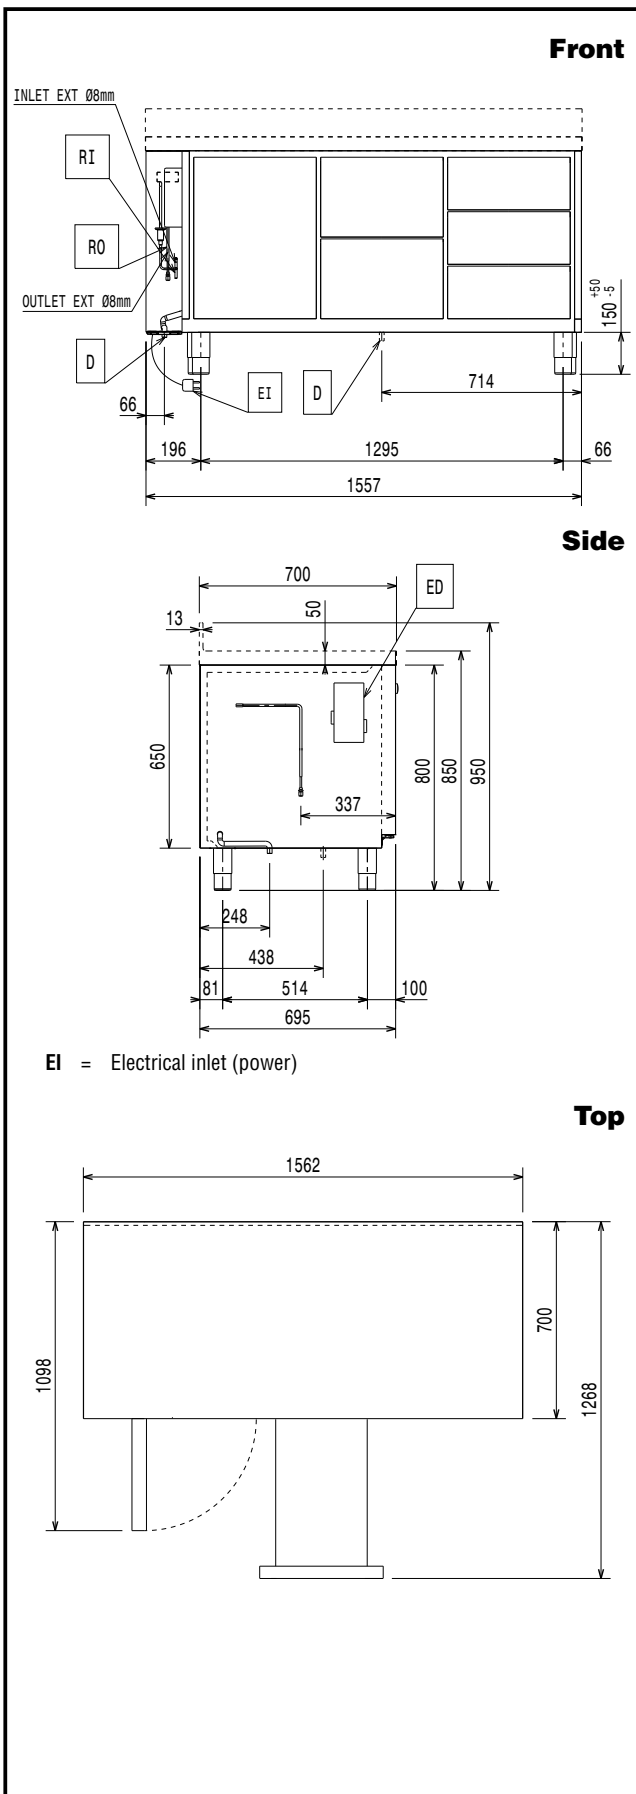 Front
INLET EXT Ø8mm
RI
RO
OUTLET EXT Ø8mm
+50
150 -5
D
EI
D
714
66
196
1295
66
1557
Side
700
ED
50
13
650
800
850
950
337
248
438
81
514
100
695
EI = Electrical inlet (power)
Top
1562
1098
700
1268